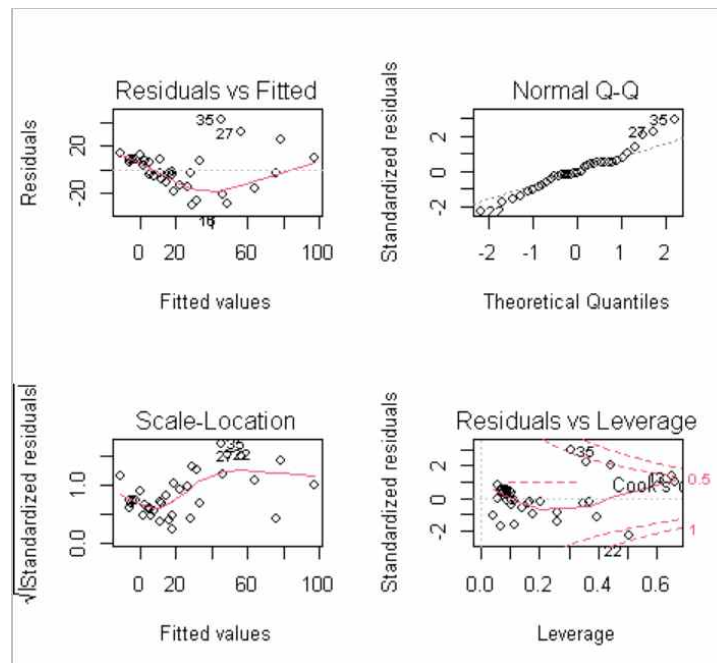 Residuals vs Fitted
Residuals
20
-20
35
27
0 20 60 100
Fitted values
Normal Q-Q
Standardized residuals
2
0
-2
35
27
-2 -1 0 1 2
Theoretical Quantiles
Scale-Location
√|Standardized residuals|
1.0
0.0
35
27
22
0 20 60 100
Fitted values
Residuals vs Leverage
Standardized residuals
2
0
-2
35
Cook's
22
0.5
1
0.0 0.2 0.4 0.6
Leverage